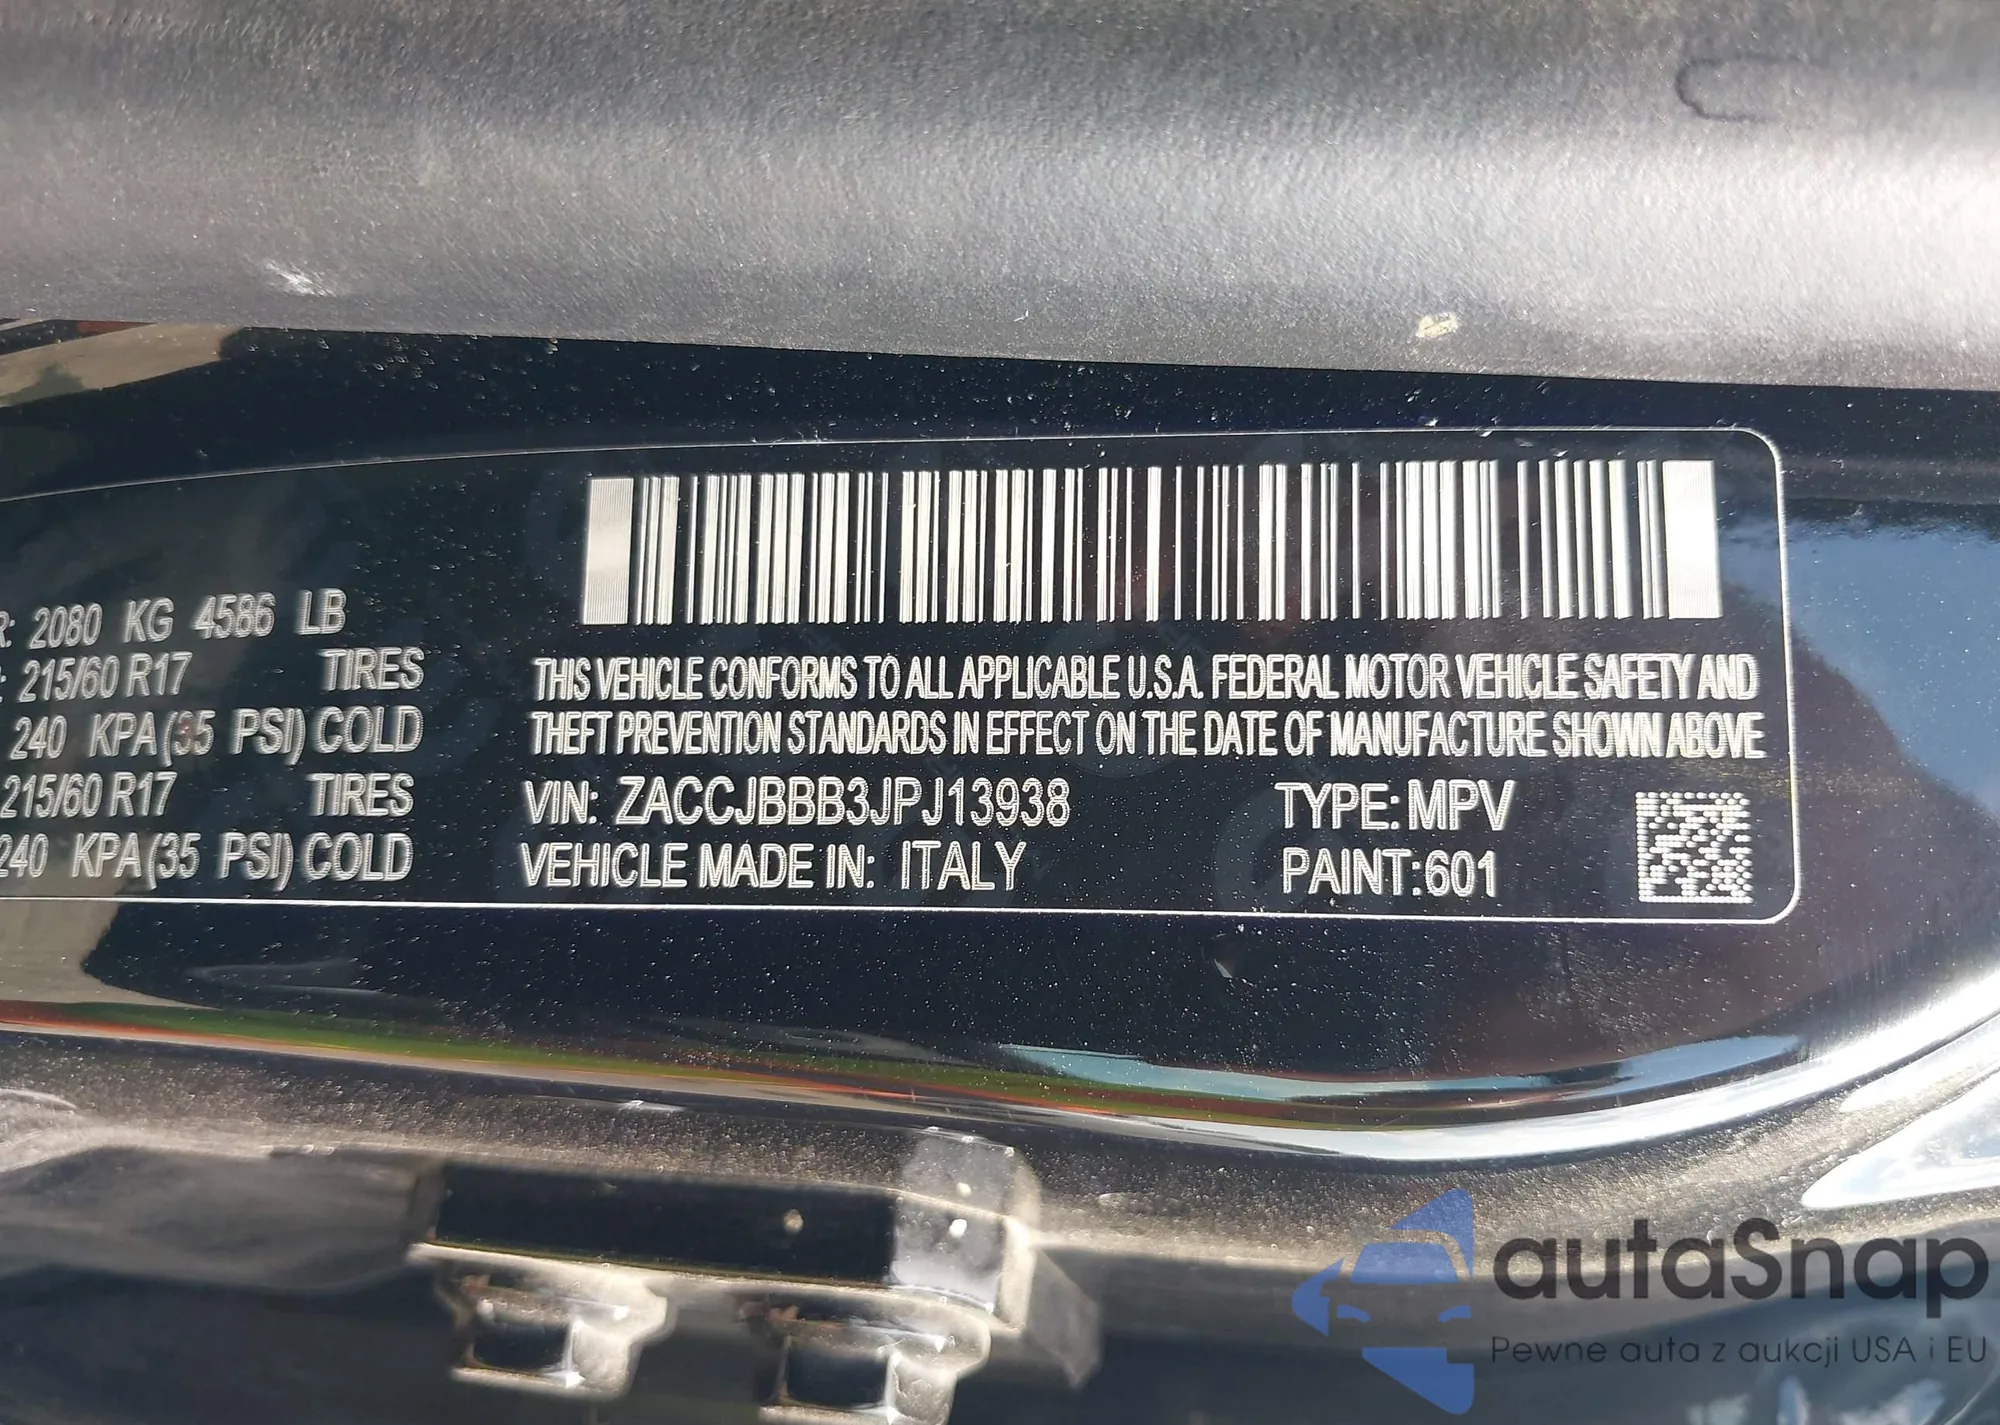 R: 2080 KG 4586 LB
: 215/60 R17 TIRES
240 KPA(35 PSI) COLD
215/60 R17 TIRES
240 KPA(35 PSI) COLD
THIS VEHICLE CONFORMS TO ALL APPLICABLE U.S.A. FEDERAL MOTOR VEHICLE SAFETY AND
THEFT PREVENTION STANDARDS IN EFFECT ON THE DATE OF MANUFACTURE SHOWN ABOVE
VIN: ZACCJBBB3JPJ13938 TYPE: MPV
VEHICLE MADE IN: ITALY PAINT:601
autaSnap
Pewne auta z aukcji USA i EU